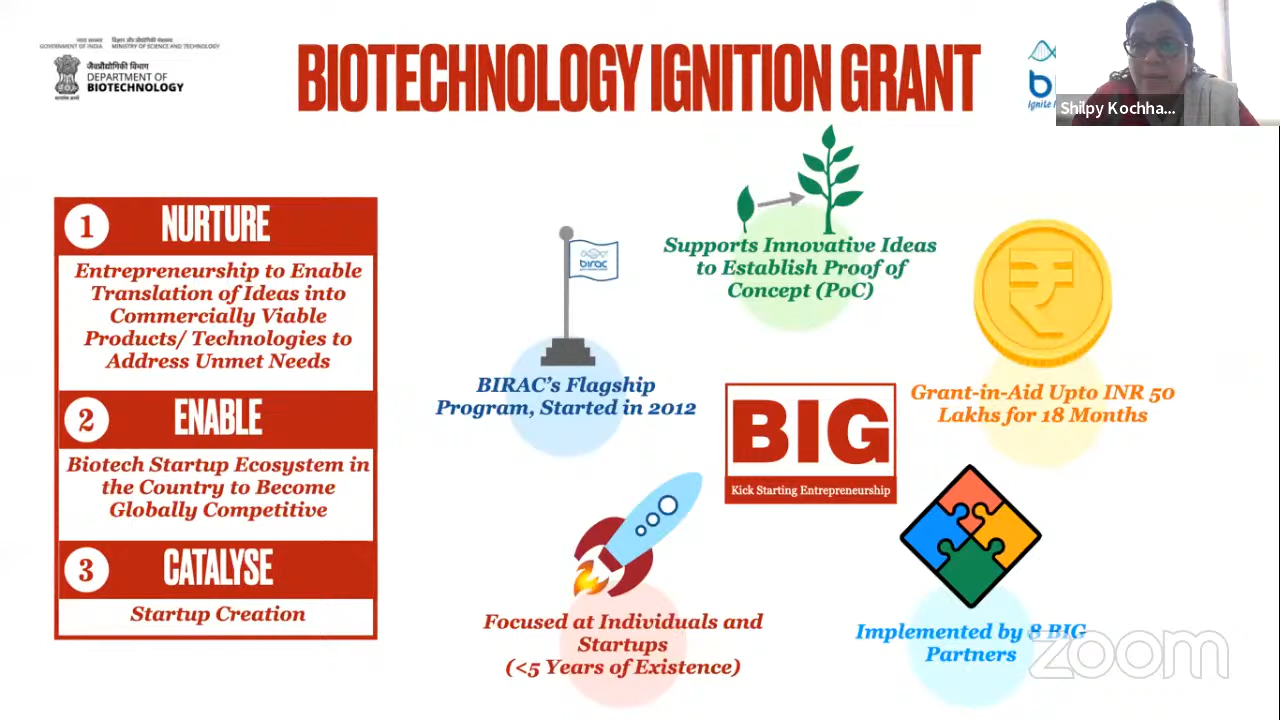 भारत सरकार
GOVERNMENT OF INDIA
विज्ञान और प्रौद्योगिकी मंत्रालय
MINISTRY OF SCIENCE AND TECHNOLOGY
जैवप्रौद्योगिकी विभाग
DEPARTMENT OF
BIOTECHNOLOGY
सत्यमेव जयते
BIOTECHNOLOGY IGNITION GRANT
Ignite
Shilpy Kochha...
1 NURTURE
Entrepreneurship to Enable
Translation of Ideas into
Commercially Viable
Products/ Technologies to
Address Unmet Needs
2 ENABLE
Biotech Startup Ecosystem in
the Country to Become
Globally Competitive
3 CATALYSE
Startup Creation
birac
BIRAC's Flagship
Program, Started in 2012
Supports Innovative Ideas
to Establish Proof of
Concept (PoC)
₹
Grant-in-Aid Upto INR 50
Lakhs for 18 Months
BIG
Kick Starting Entrepreneurship
Focused at Individuals and
Startups
(<5 Years of Existence)
Implemented by 8 BIG
Partners
zoom